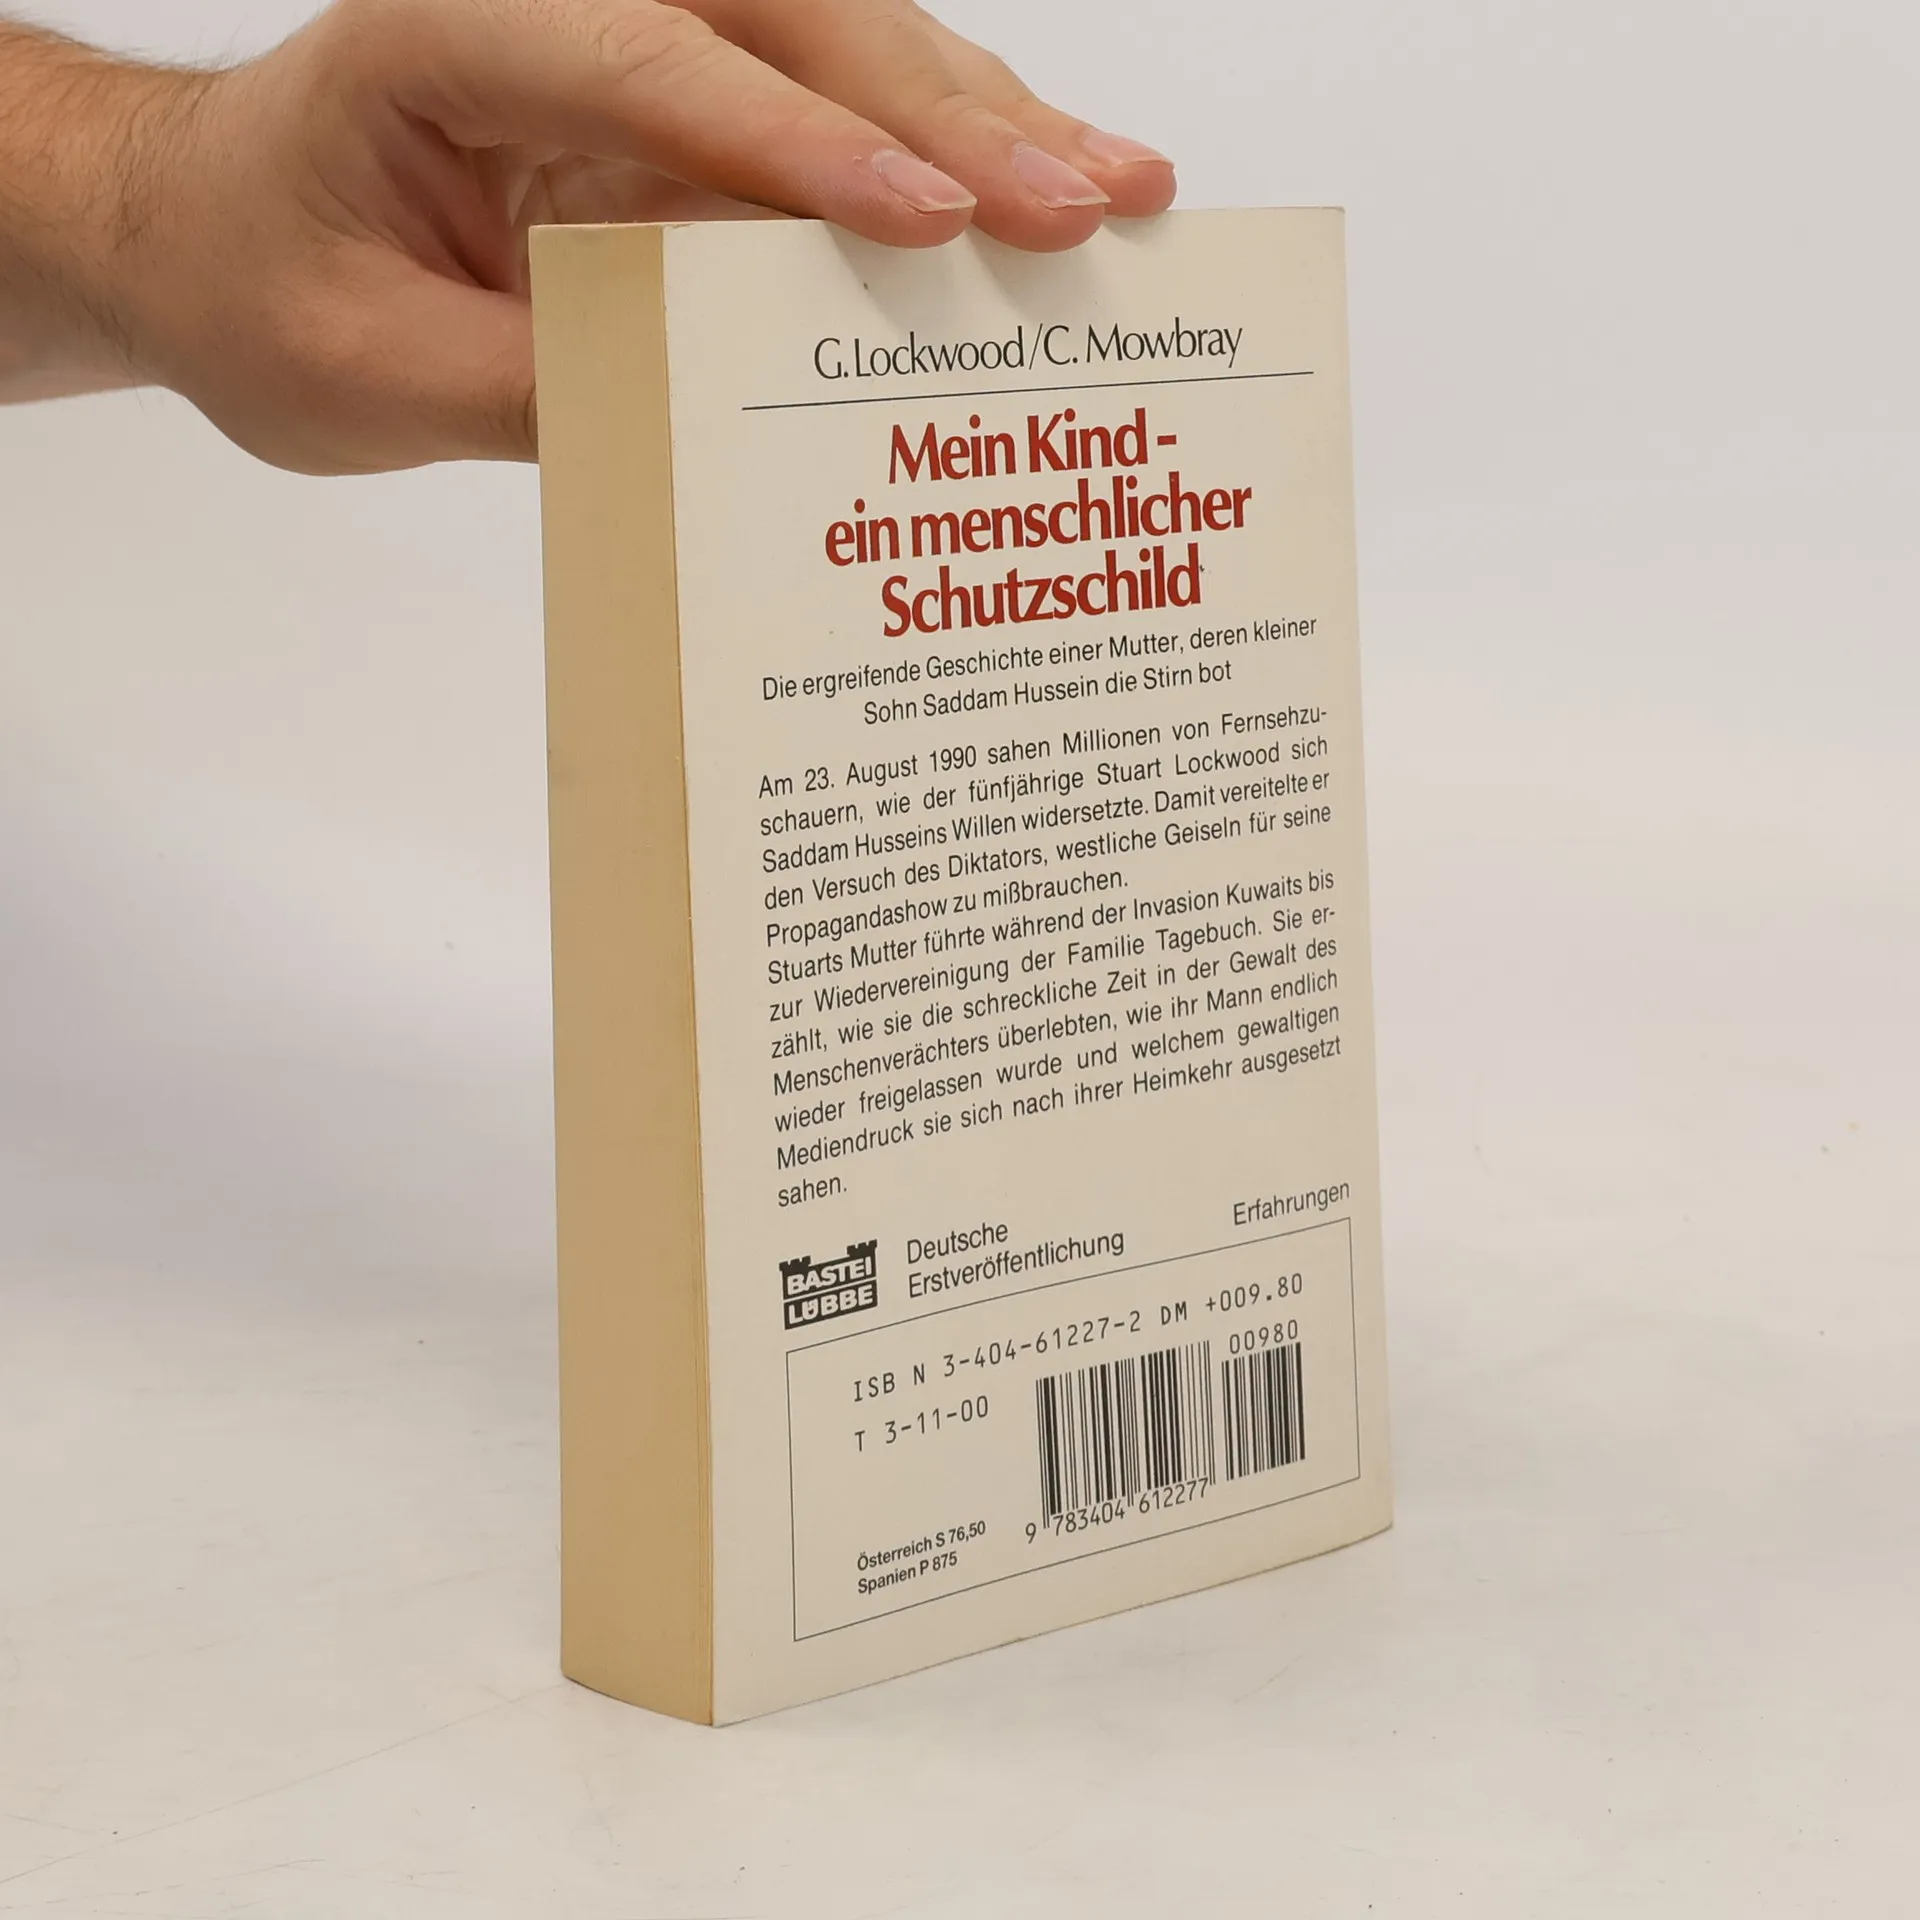 G. Lockwood/C. Mowbray
Mein Kind -
ein menschlicher
Schutzschild
Die ergreifende Geschichte einer Mutter, deren kleiner
Sohn Saddam Hussein die Stirn bot
Am 23. August 1990 sahen Millionen von Fernsehzu-
schauern, wie der fünfjährige Stuart Lockwood sich
Saddam Husseins Willen widersetzte. Damit vereitelte er
den Versuch des Diktators, westliche Geiseln für seine
Propagandashow zu mißbrauchen.
Stuarts Mutter führte während der Invasion Kuwaits bis
zur Wiedervereinigung der Familie Tagebuch. Sie er-
zählt, wie sie die schreckliche Zeit in der Gewalt des
Menschenverächters überlebten, wie ihr Mann endlich
wieder freigelassen wurde und welchem gewaltigen
Mediendruck sie sich nach ihrer Heimkehr ausgesetzt
sahen.
BASTEI
LÜBBE
Deutsche
Erstveröffentlichung
Erfahrungen
ISB N 3-404-61227-2 DM +009.80
T 3-11-00
00980
9 783404 612277
Österreich S 76,50
Spanien P 875